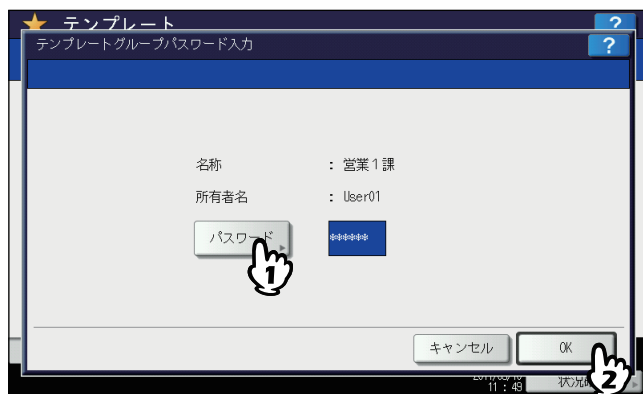 テンプレート ?
テンプレートグループパスワード入力 ?
名称 : 営業1課
所有者名 : User01
パスワード ******
1
キャンセル OK
2
11:49 状況